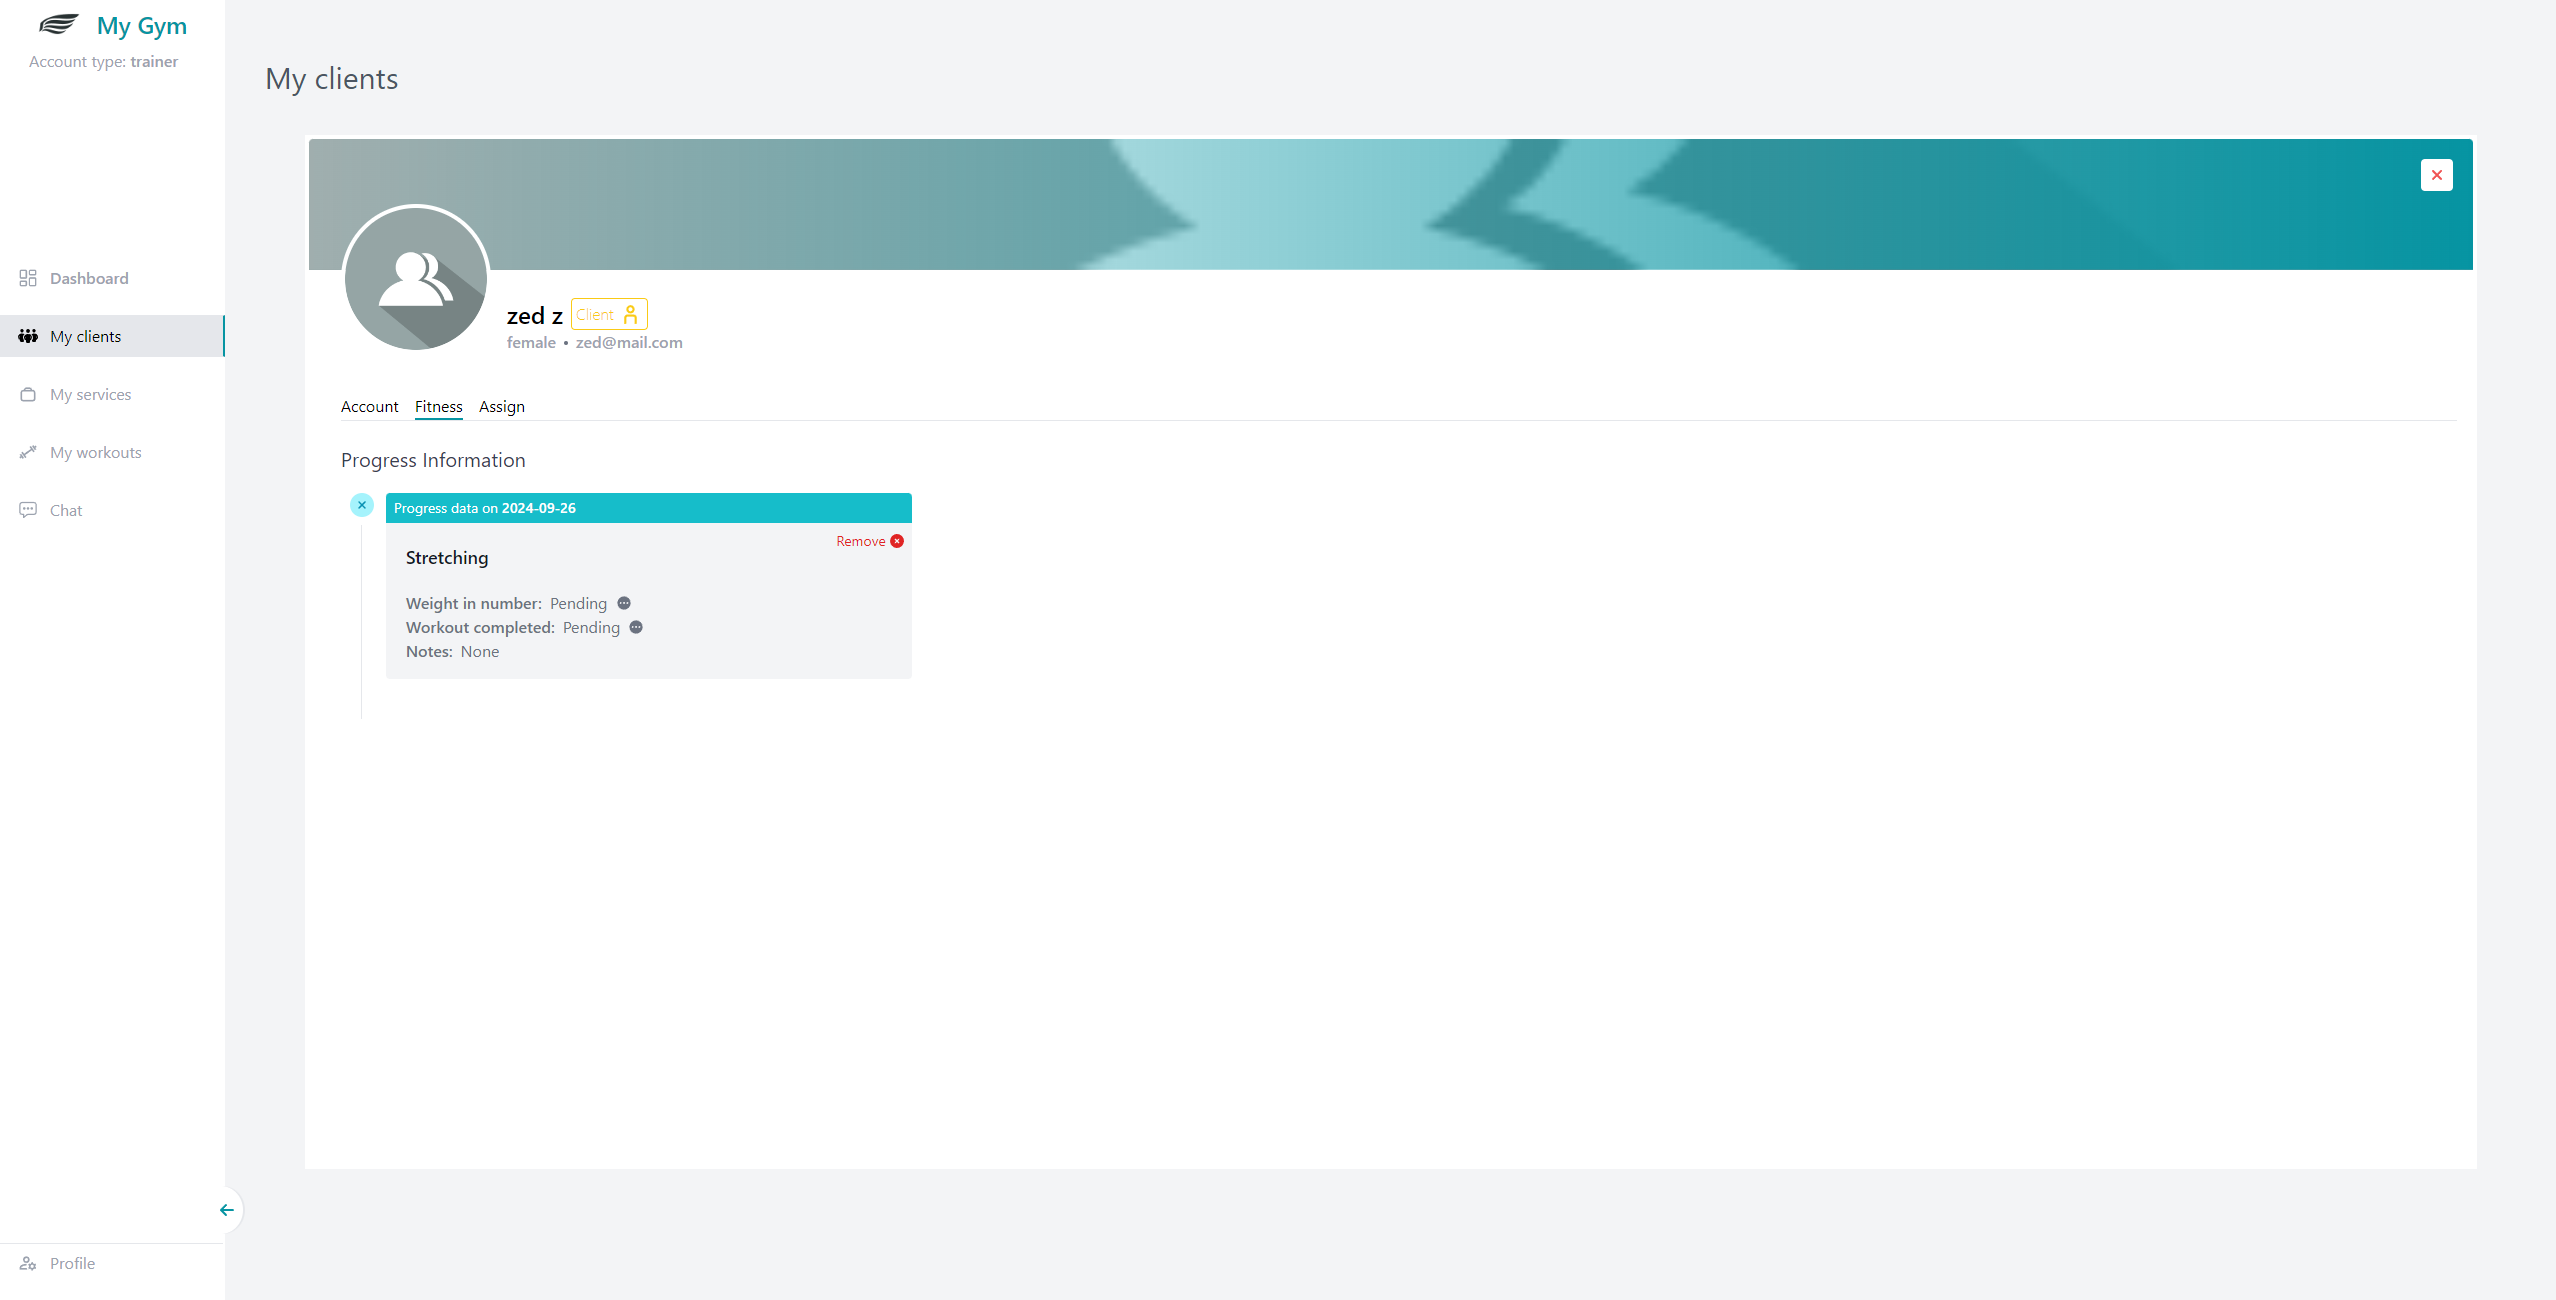 My Gym
Account type: trainer
Dashboard
My clients
My services
My workouts
Chat
Profile
My clients
zed z Client
female • zed@mail.com
Account Fitness Assign
Progress Information
Progress data on 2024-09-26
Remove
Stretching
Weight in number: Pending
Workout completed: Pending
Notes: None